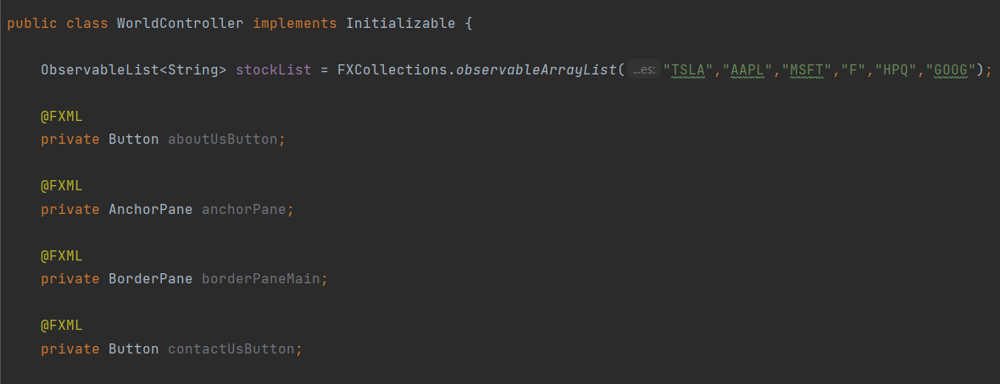 public class WorldController implements Initializable {
ObservableList<String> stockList = FXCollections.observableArrayList( ...es: "TSLA","AAPL","MSFT","F","HPQ","GOOG");
@FXML
private Button aboutUsButton;
@FXML
private AnchorPane anchorPane;
@FXML
private BorderPane borderPaneMain;
@FXML
private Button contactUsButton;